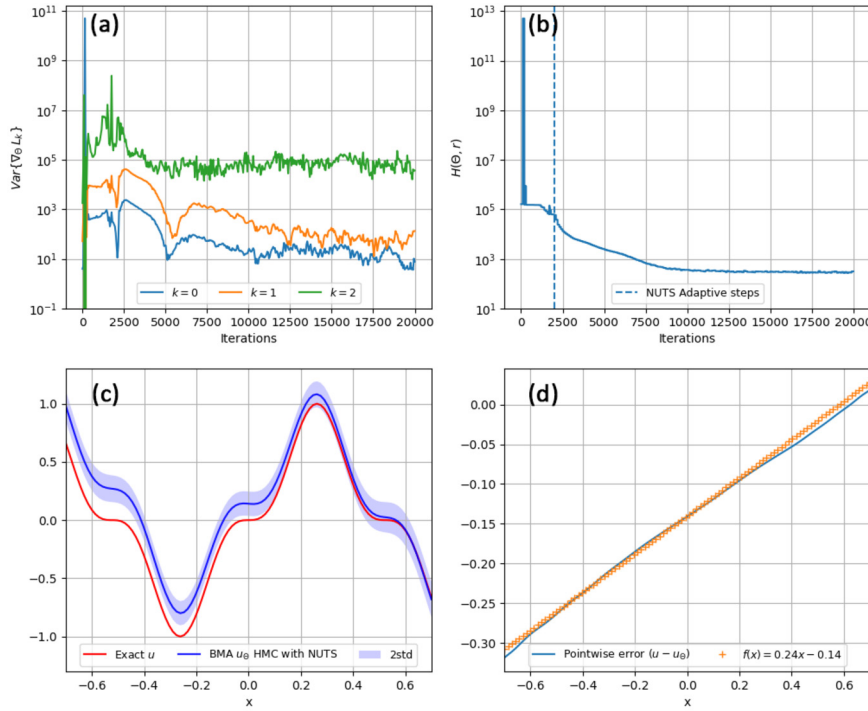 (a)
10^11
10^9
10^7
10^5
10^3
10^1
10^−1
Var{∇_Θ L_k}
k = 0 k = 1 k = 2
0 2500 5000 7500 10000 12500 15000 17500 20000
Iterations
(b)
10^13
10^11
10^9
10^7
10^5
10^3
10^1
H(Θ, r)
NUTS Adaptive steps
0 2500 5000 7500 10000 12500 15000 17500 20000
Iterations
(c)
1.0
0.5
0.0
−0.5
−1.0
Exact u BMA u_Θ HMC with NUTS 2std
−0.6 −0.4 −0.2 0.0 0.2 0.4 0.6
x
(d)
0.00
−0.05
−0.10
−0.15
−0.20
−0.25
−0.30
Pointwise error (u − u_Θ) f(x) = 0.24x − 0.14
−0.6 −0.4 −0.2 0.0 0.2 0.4 0.6
x